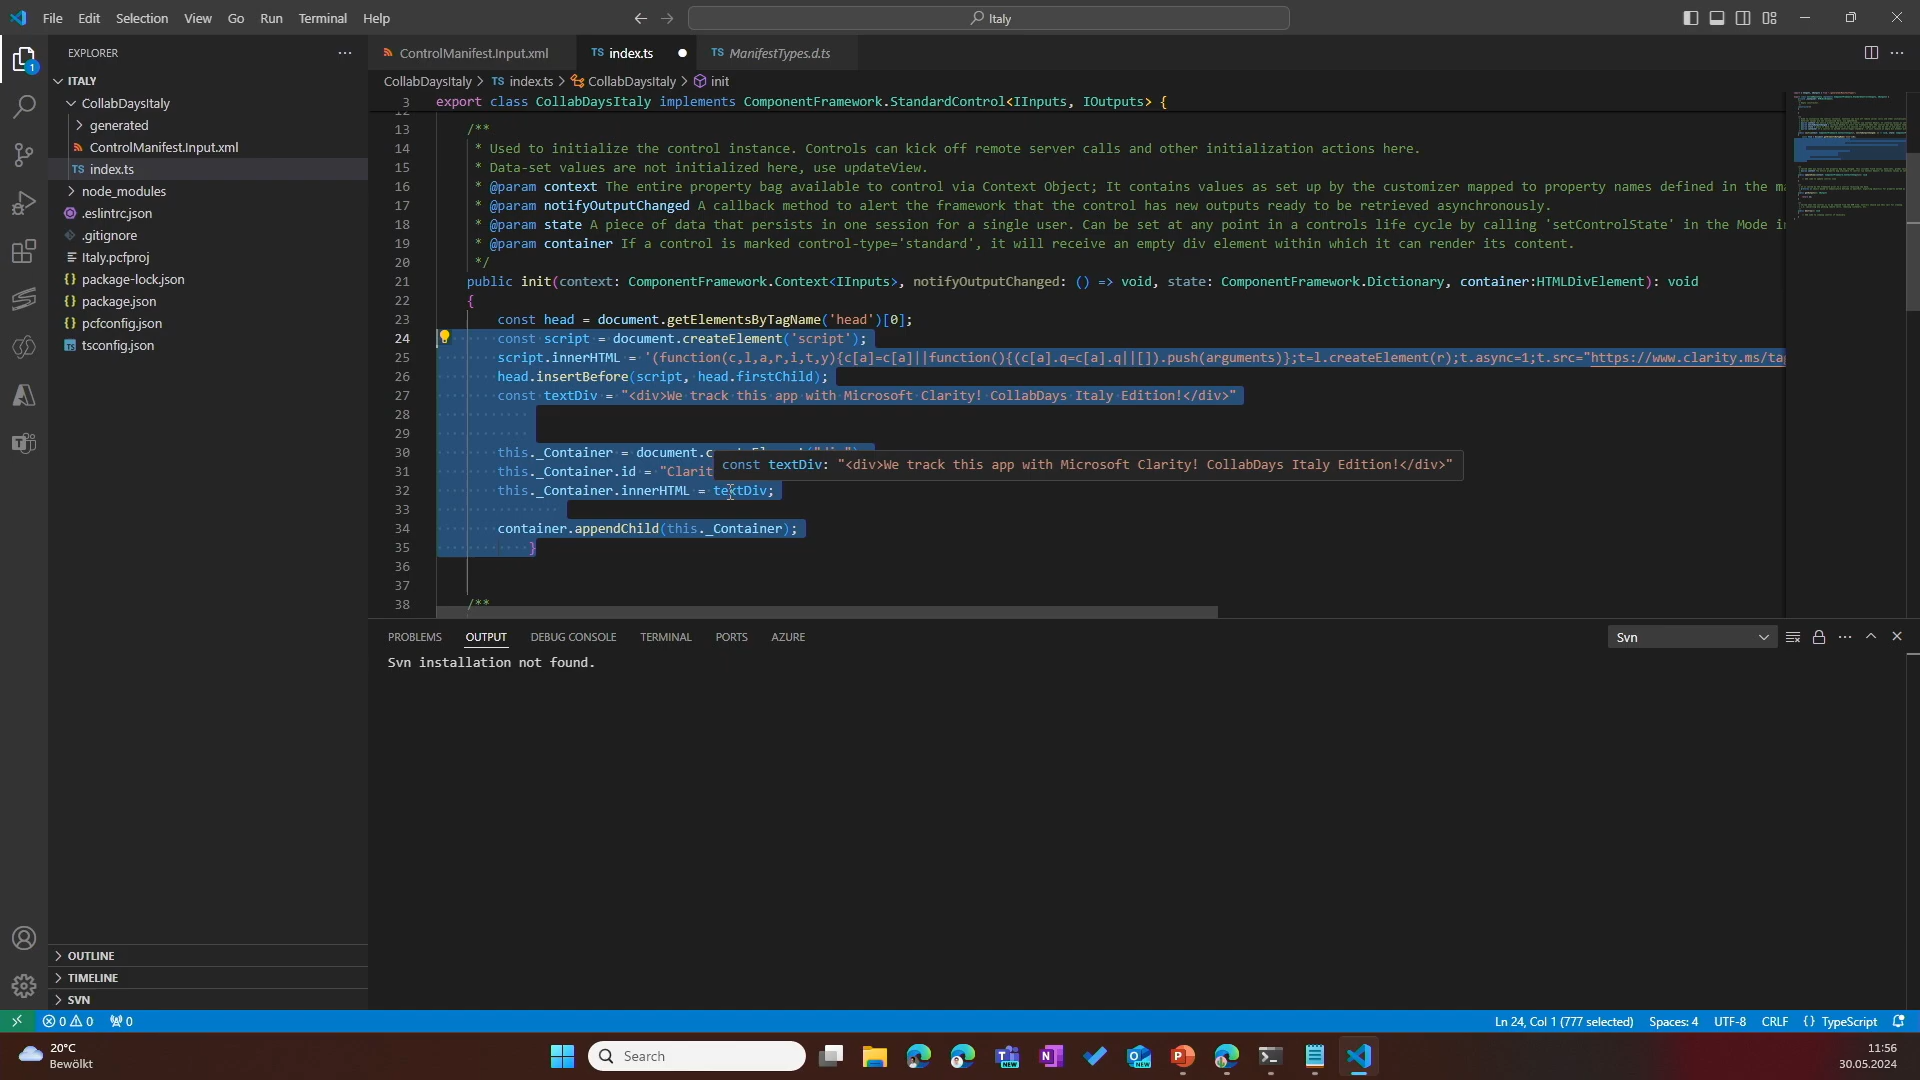 File Edit Selection View Go Run Terminal Help
Italy
EXPLORER
ITALY
CollabDaysItaly
generated
ControlManifest.Input.xml
TS index.ts
node_modules
.eslintrc.json
.gitignore
Italy.pcfproj
{} package-lock.json
{} package.json
{} pcfconfig.json
TS tsconfig.json
OUTLINE
TIMELINE
SVN
ControlManifest.Input.xml
TS index.ts
TS ManifestTypes.d.ts
CollabDaysItaly > TS index.ts > CollabDaysItaly > init
3 export class CollabDaysItaly implements ComponentFramework.StandardControl<IInputs, IOutputs> {
13 /**
14 * Used to initialize the control instance. Controls can kick off remote server calls and other initialization actions here.
15 * Data-set values are not initialized here, use updateView.
16 * @param context The entire property bag available to control via Context Object; It contains values as set up by the customizer mapped to property names defined in the ma
17 * @param notifyOutputChanged A callback method to alert the framework that the control has new outputs ready to be retrieved asynchronously.
18 * @param state A piece of data that persists in one session for a single user. Can be set at any point in a controls life cycle by calling 'setControlState' in the Mode i
19 * @param container If a control is marked control-type='standard', it will receive an empty div element within which it can render its content.
20 */
21 public init(context: ComponentFramework.Context<IInputs>, notifyOutputChanged: () => void, state: ComponentFramework.Dictionary, container:HTMLDivElement): void
22 {
23 const head = document.getElementsByTagName('head')[0];
24 const script = document.createElement('script');
25 script.innerHTML = '(function(c,l,a,r,i,t,y){c[a]=c[a]||function(){(c[a].q=c[a].q||[]).push(arguments)};t=l.createElement(r);t.async=1;t.src="https://www.clarity.ms/ta
26 head.insertBefore(script, head.firstChild);
27 const textDiv = "<div>We track this app with Microsoft Clarity! CollabDays Italy Edition!</div>"
28
29
30 this._Container = document.c
31 this._Container.id = "Clarit
const textDiv: "<div>We track this app with Microsoft Clarity! CollabDays Italy Edition!</div>"
32 this._Container.innerHTML = textDiv;
33
34 container.appendChild(this._Container);
35 }
36
37
38 /**
PROBLEMS OUTPUT DEBUG CONSOLE TERMINAL PORTS AZURE
Svn
Svn installation not found.
0 0 0
Ln 24, Col 1 (777 selected) Spaces: 4 UTF-8 CRLF {} TypeScript
20°C
Bewölkt
Search
11:56
30.05.2024